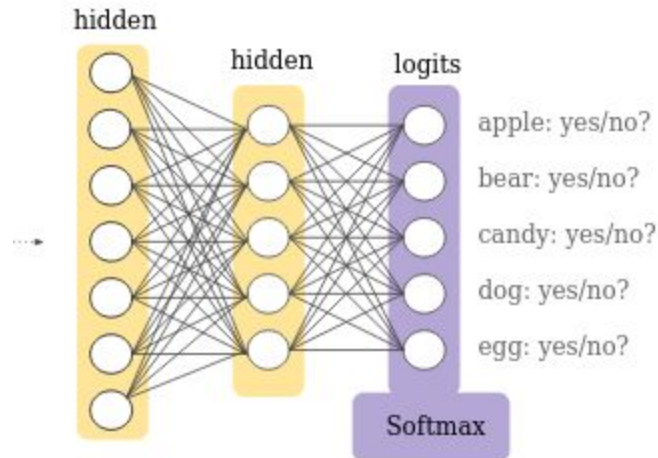 hidden
hidden
logits
apple: yes/no?
bear: yes/no?
candy: yes/no?
dog: yes/no?
egg: yes/no?
Softmax